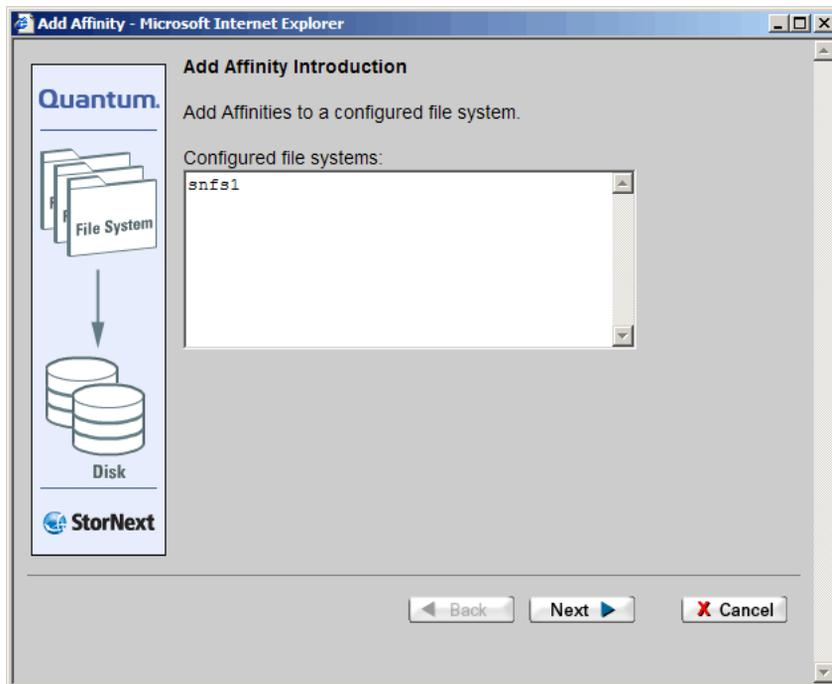 Add Affinity - Microsoft Internet Explorer
Add Affinity Introduction
Quantum.
Add Affinities to a configured file system.
Configured file systems:
snfs1
F
F
File System
Disk
StorNext
Back
Next
X Cancel